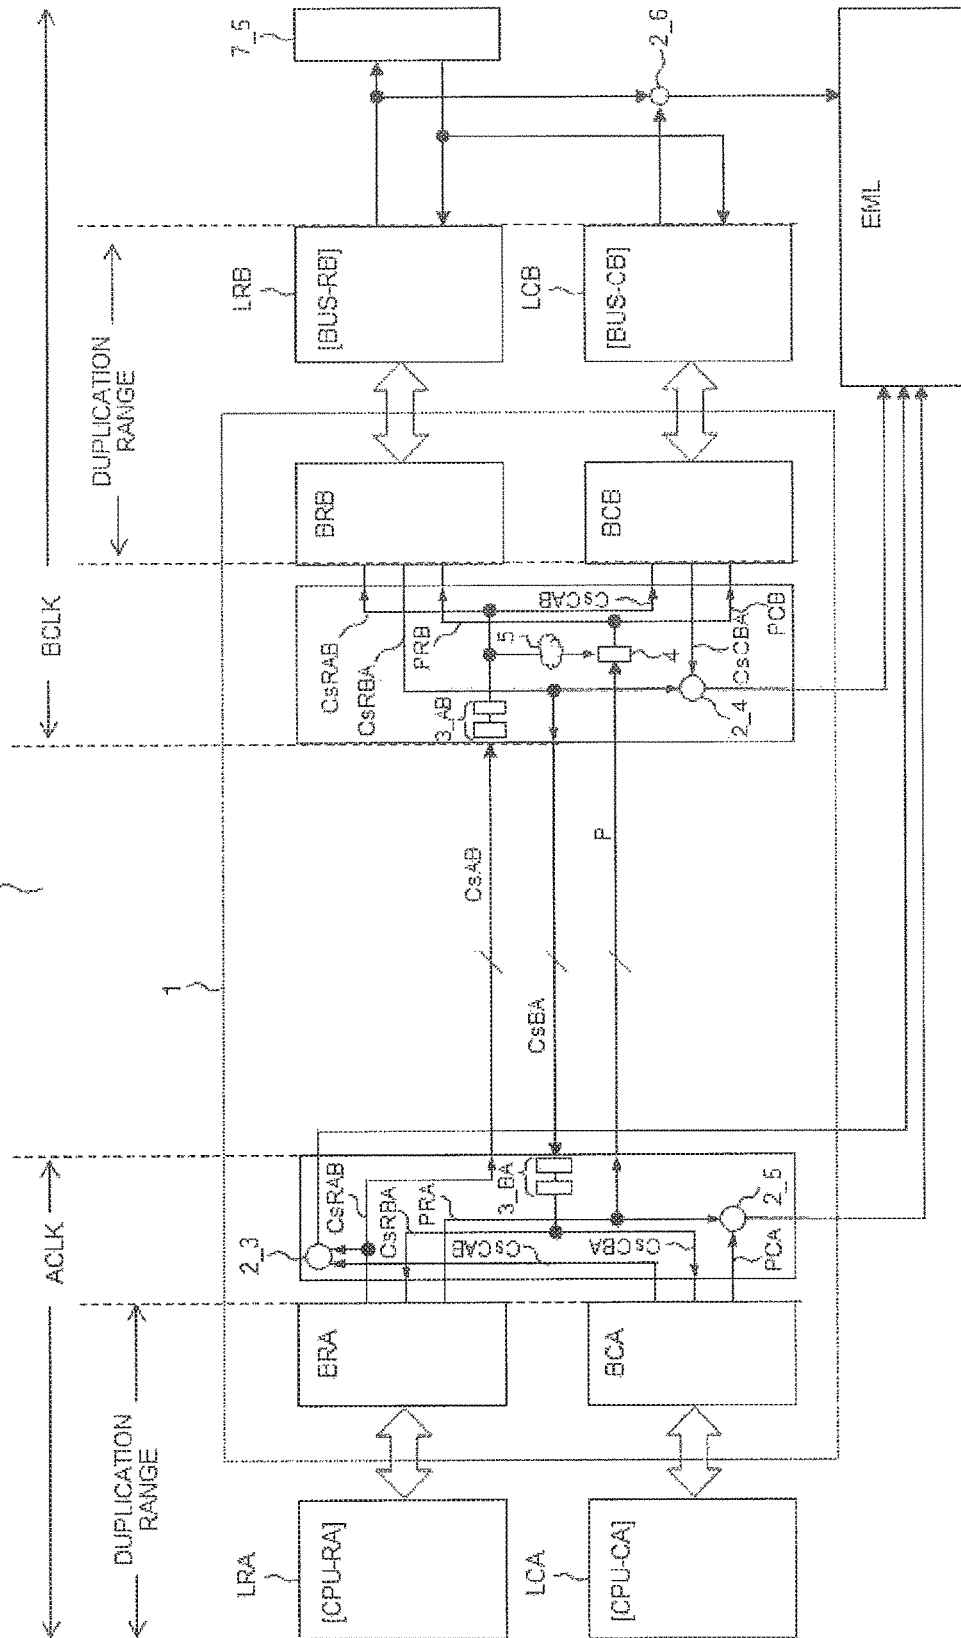 ACLK
BCLK
DUPLICATION
RANGE
DUPLICATION
RANGE
1
LRA
[CPU-RA]
LCA
[CPU-CA]
BRA
BCA
2_3
CsRAB
CsRBA
PRA
CsCAB
CsCBA
3_BA
PCA
2_5
CsAB
CsBA
P
CsRAB
CsRBA
PRB
3_AB
5
4
CsCAB
CsCBA
PCB
2_4
BRB
BCB
LRB
[BUS-RB]
LCB
[BUS-CB]
7_5
2_6
EML